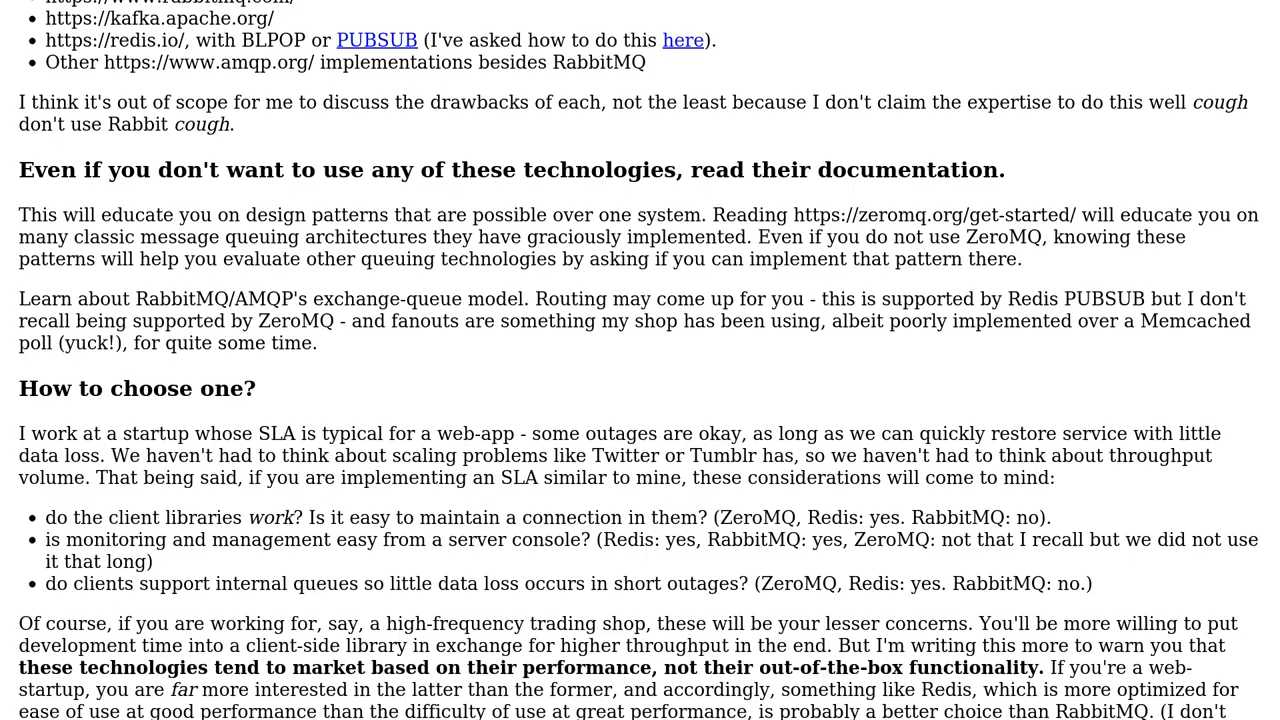 https://www.rabbitmq.com/
https://kafka.apache.org/
https://redis.io/, with BLPOP or PUBSUB (I've asked how to do this here).
Other https://www.amqp.org/ implementations besides RabbitMQ
I think it's out of scope for me to discuss the drawbacks of each, not the least because I don't claim the expertise to do this well cough
don't use Rabbit cough.
Even if you don't want to use any of these technologies, read their documentation.
This will educate you on design patterns that are possible over one system. Reading https://zeromq.org/get-started/ will educate you on
many classic message queuing architectures they have graciously implemented. Even if you do not use ZeroMQ, knowing these
patterns will help you evaluate other queuing technologies by asking if you can implement that pattern there.
Learn about RabbitMQ/AMQP's exchange-queue model. Routing may come up for you - this is supported by Redis PUBSUB but I don't
recall being supported by ZeroMQ - and fanouts are something my shop has been using, albeit poorly implemented over a Memcached
poll (yuck!), for quite some time.
How to choose one?
I work at a startup whose SLA is typical for a web-app - some outages are okay, as long as we can quickly restore service with little
data loss. We haven't had to think about scaling problems like Twitter or Tumblr has, so we haven't had to think about throughput
volume. That being said, if you are implementing an SLA similar to mine, these considerations will come to mind:
do the client libraries work? Is it easy to maintain a connection in them? (ZeroMQ, Redis: yes. RabbitMQ: no).
is monitoring and management easy from a server console? (Redis: yes, RabbitMQ: yes, ZeroMQ: not that I recall but we did not use
it that long)
do clients support internal queues so little data loss occurs in short outages? (ZeroMQ, Redis: yes. RabbitMQ: no.)
Of course, if you are working for, say, a high-frequency trading shop, these will be your lesser concerns. You'll be more willing to put
development time into a client-side library in exchange for higher throughput in the end. But I'm writing this more to warn you that
these technologies tend to market based on their performance, not their out-of-the-box functionality. If you're a web-
startup, you are far more interested in the latter than the former, and accordingly, something like Redis, which is more optimized for
ease of use at good performance than the difficulty of use at great performance, is probably a better choice than RabbitMQ. (I don't